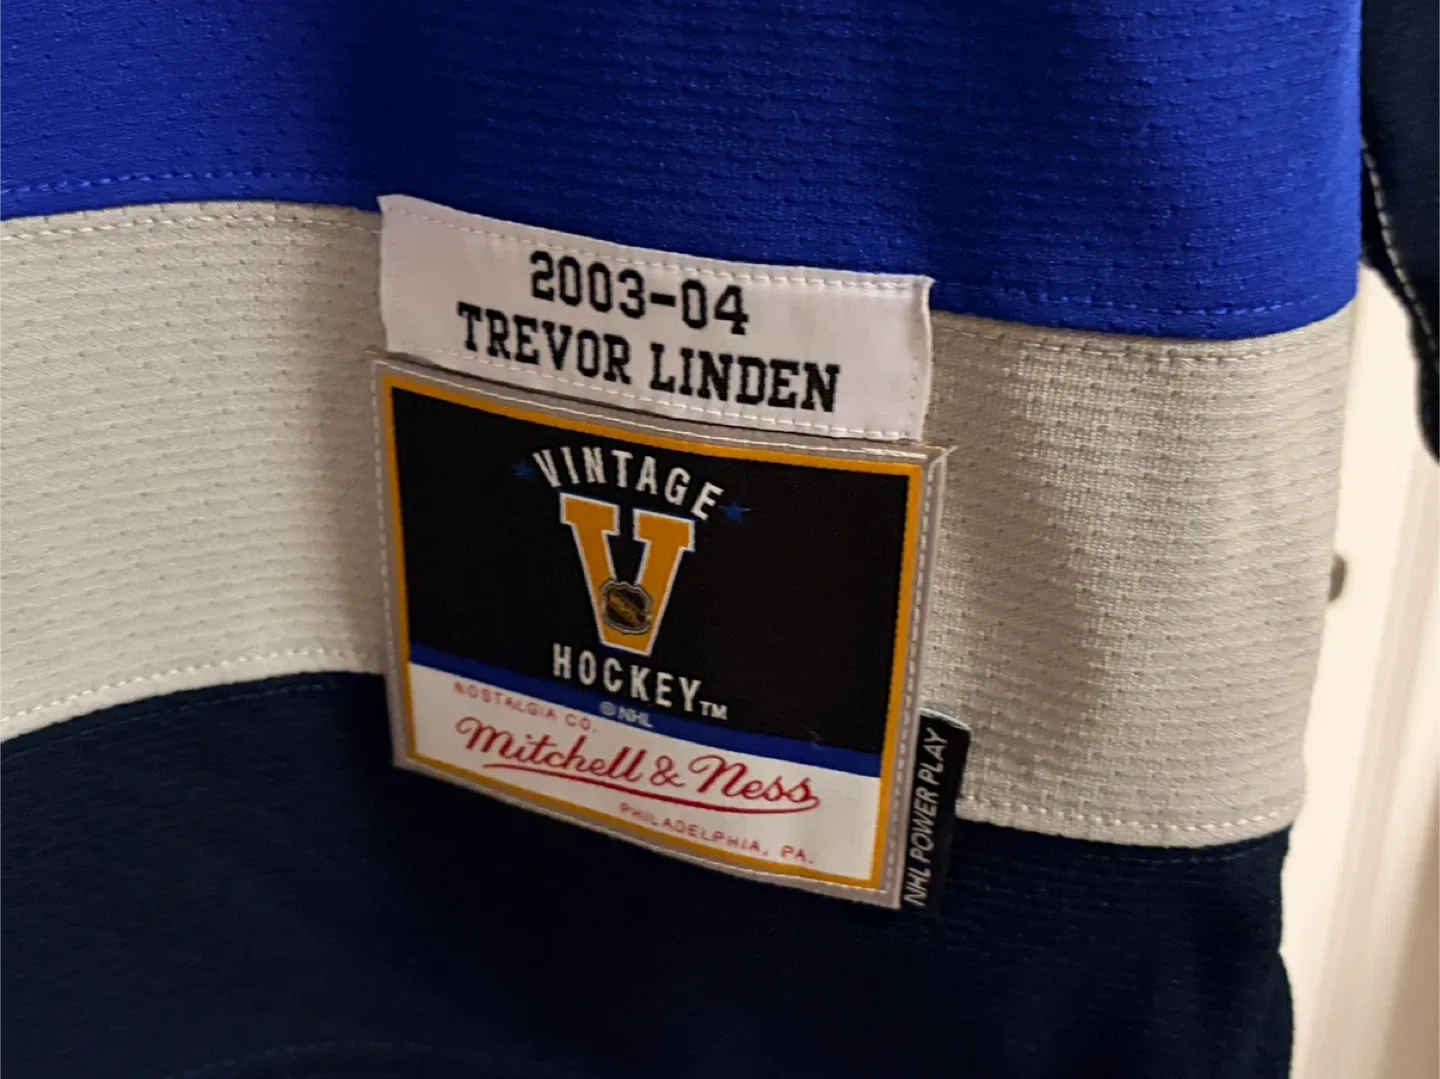 2003-04
TREVOR LINDEN
VINTAGE
V
HOCKEY™
© NHL
NOSTALGIA CO.
Mitchell & Ness
PHILADELPHIA, PA.
NHL POWER PLAY